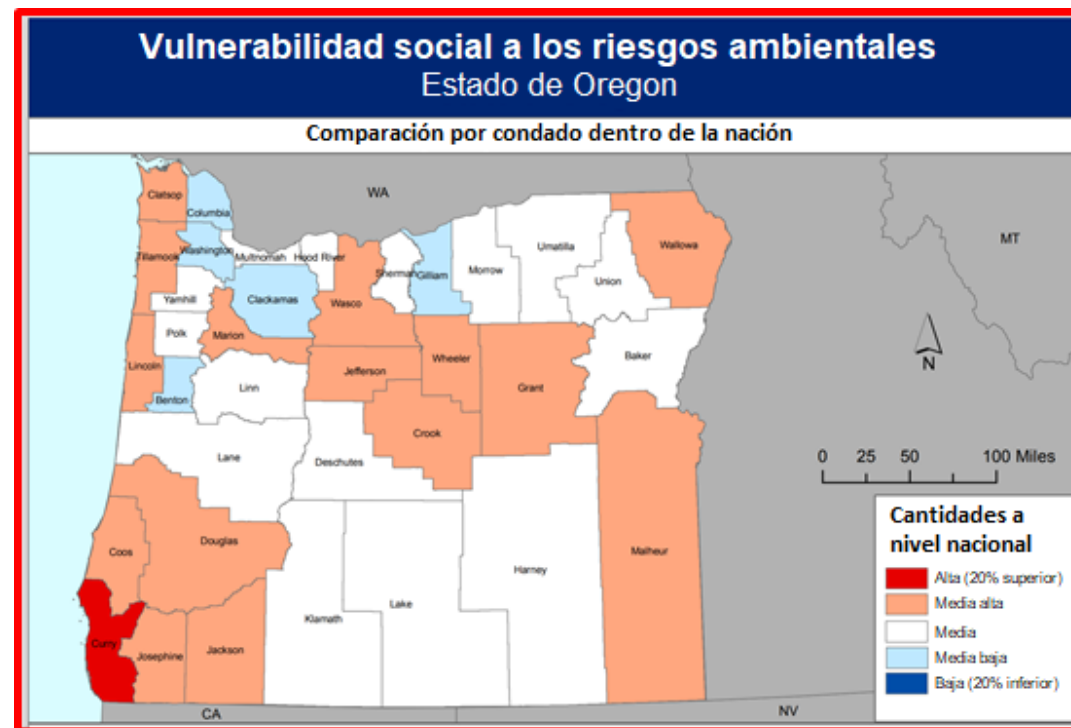 Vulnerabilidad social a los riesgos ambientales
Estado de Oregon
Comparación por condado dentro de la nación
WA
MT
Clatsop
Columbia
Tillamook
Washington
Multnomah
Hood River
Sherman
Gilliam
Morrow
Umatilla
Wallowa
Union
Yamhill
Clackamas
Wasco
Polk
Marion
Baker
Lincoln
Jefferson
Wheeler
Grant
Benton
Linn
Crook
N
Lane
Deschutes
0 25 50 100 Miles
Coos
Douglas
Harney
Malheur
Klamath
Lake
Curry
Josephine
Jackson
CA
NV
Cantidades a
nivel nacional
Alta (20% superior)
Media alta
Media
Media baja
Baja (20% inferior)